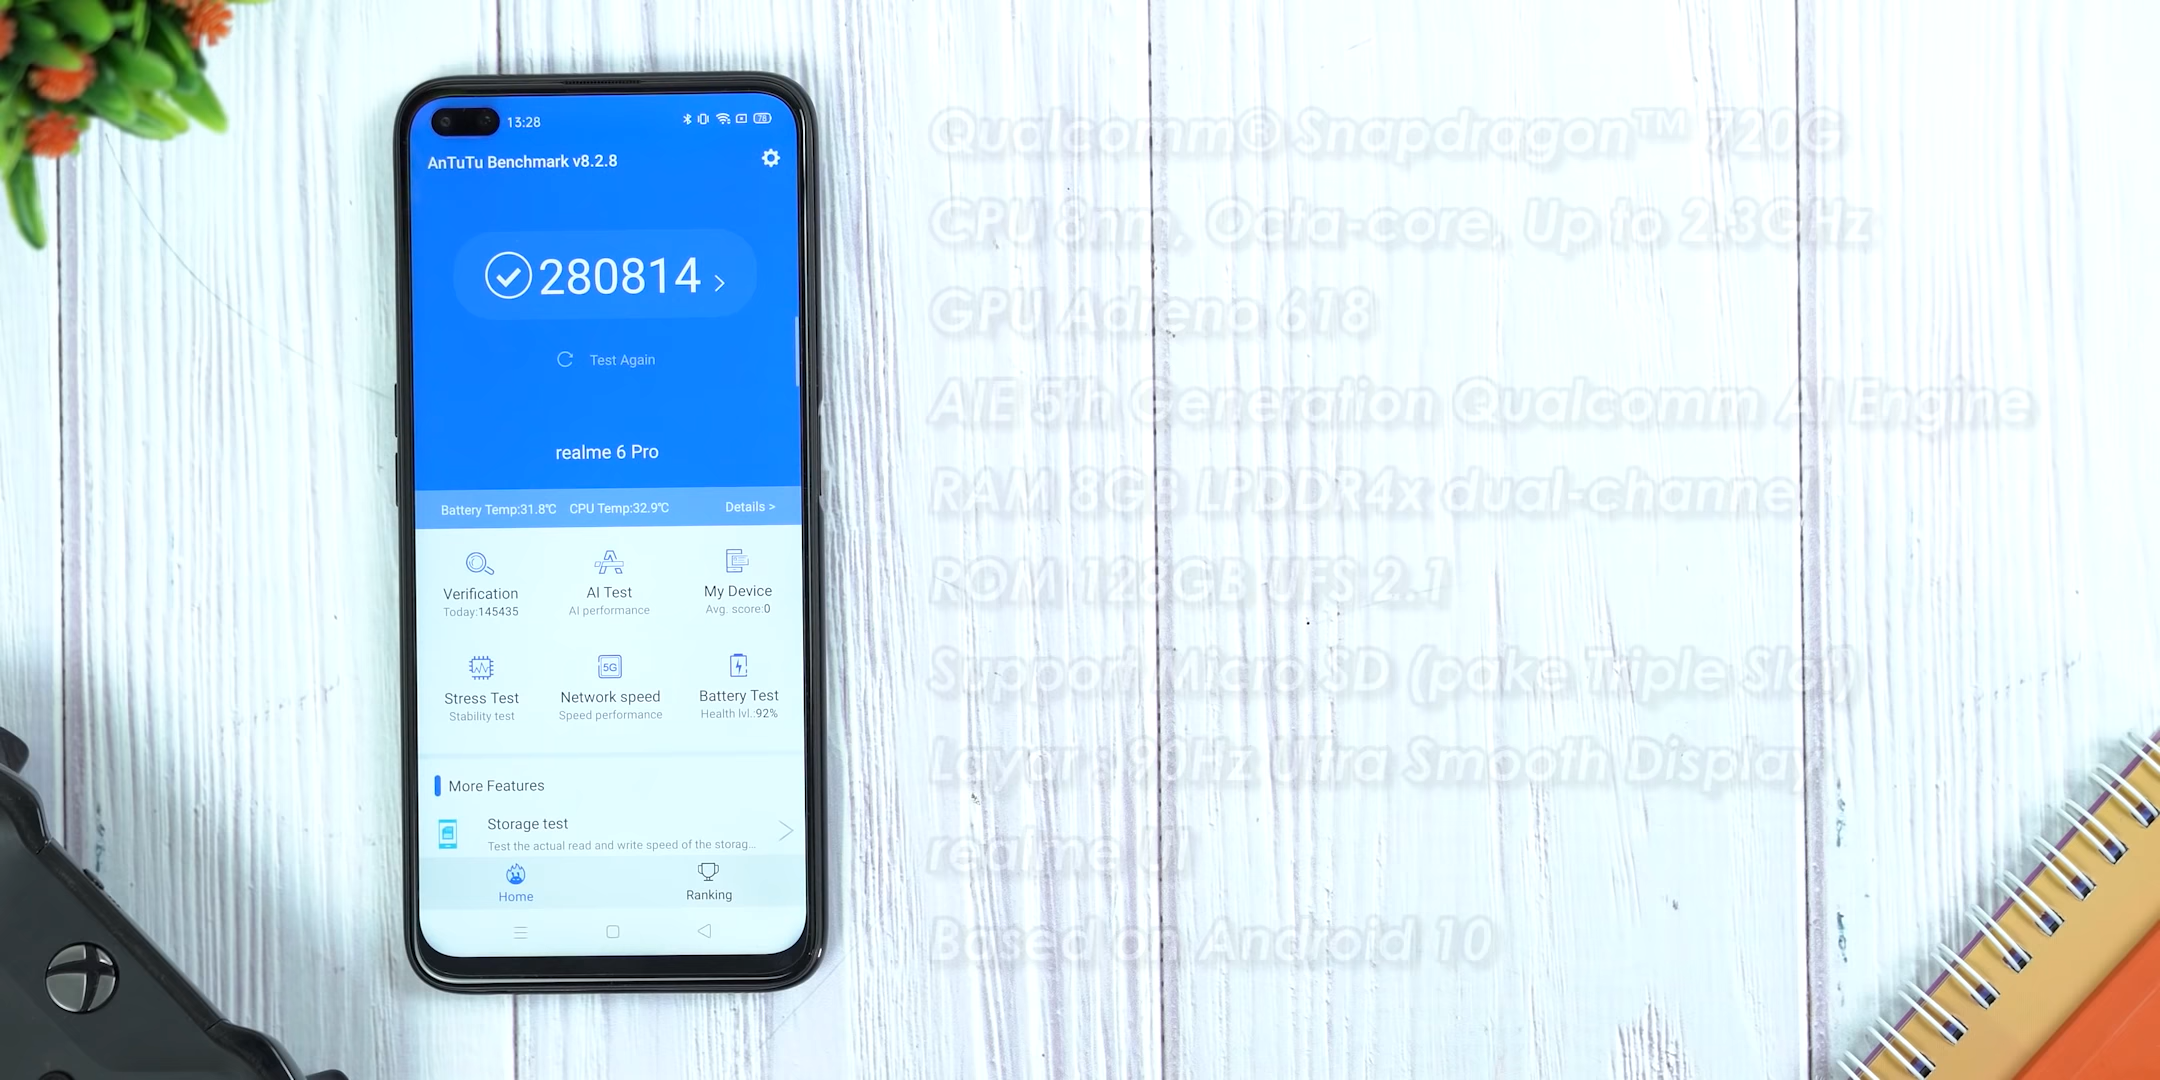 13:28
78
AnTuTu Benchmark v8.2.8
280814 >
Test Again
realme 6 Pro
Battery Temp:31.8℃ CPU Temp:32.9℃ Details >
Verification
Today:145435
AI Test
AI performance
My Device
Avg. score:0
Stress Test
Stability test
5G
Network speed
Speed performance
Battery Test
Health lvl.:92%
More Features
Storage test
Test the actual read and write speed of the storag...
Home
Ranking
Qualcomm® Snapdragon™ 720G
CPU 8nm, Octa-core, Up to 2.3GHz
GPU Adreno 618
AIE 5th Generation Qualcomm AI Engine
RAM 8GB LPDDR4x dual-channel
ROM 128GB UFS 2.1
Support Micro SD (pake Triple Slot)
Layar : 90Hz Ultra Smooth Display
realme UI
Based on Android 10